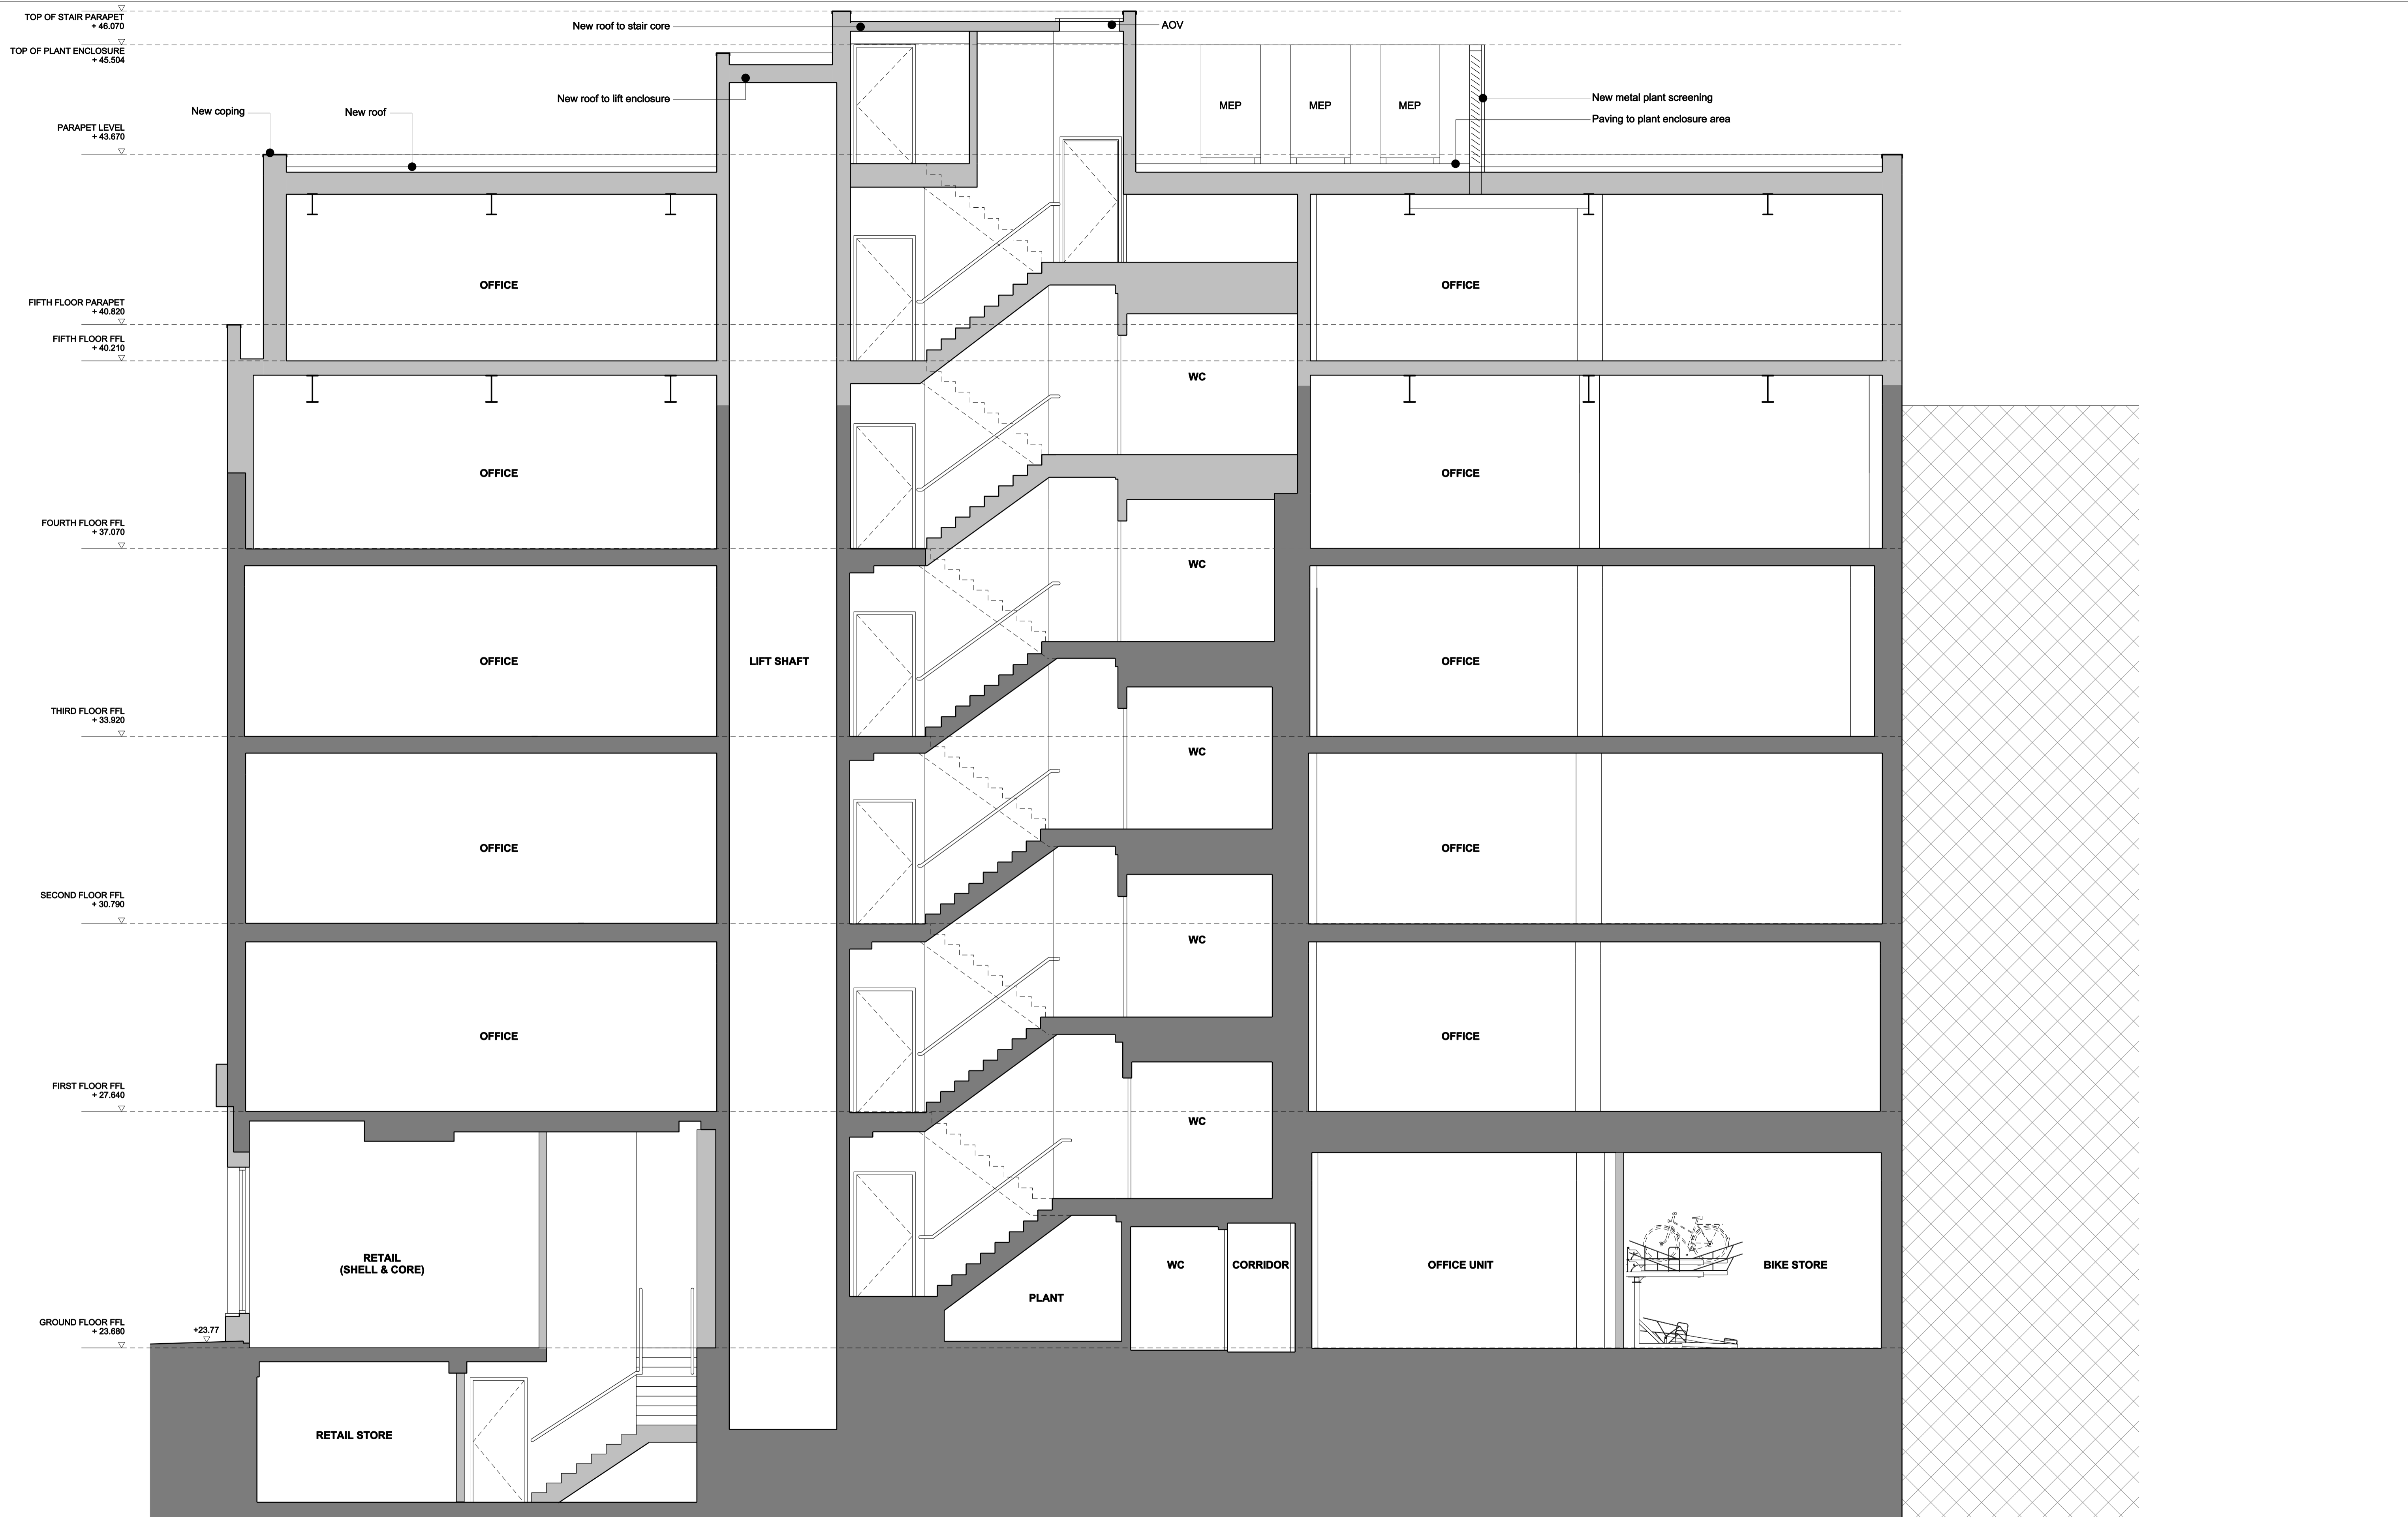 TOP OF STAIR PARAPET
+ 46.070
New roof to stair core
AOV
TOP OF PLANT ENCLOSURE
+ 45.504
New roof to lift enclosure
MEP
MEP
MEP
New metal plant screening
New coping
New roof
Paving to plant enclosure area
PARAPET LEVEL
+ 43.670
OFFICE
OFFICE
FIFTH FLOOR PARAPET
+ 40.820
FIFTH FLOOR FFL
+ 40.210
WC
OFFICE
OFFICE
FOURTH FLOOR FFL
+ 37.070
WC
OFFICE
LIFT SHAFT
OFFICE
THIRD FLOOR FFL
+ 33.920
WC
OFFICE
OFFICE
SECOND FLOOR FFL
+ 30.790
WC
OFFICE
OFFICE
FIRST FLOOR FFL
+ 27.640
WC
RETAIL
(SHELL & CORE)
WC
CORRIDOR
OFFICE UNIT
BIKE STORE
PLANT
GROUND FLOOR FFL
+ 23.680
+23.77
RETAIL STORE